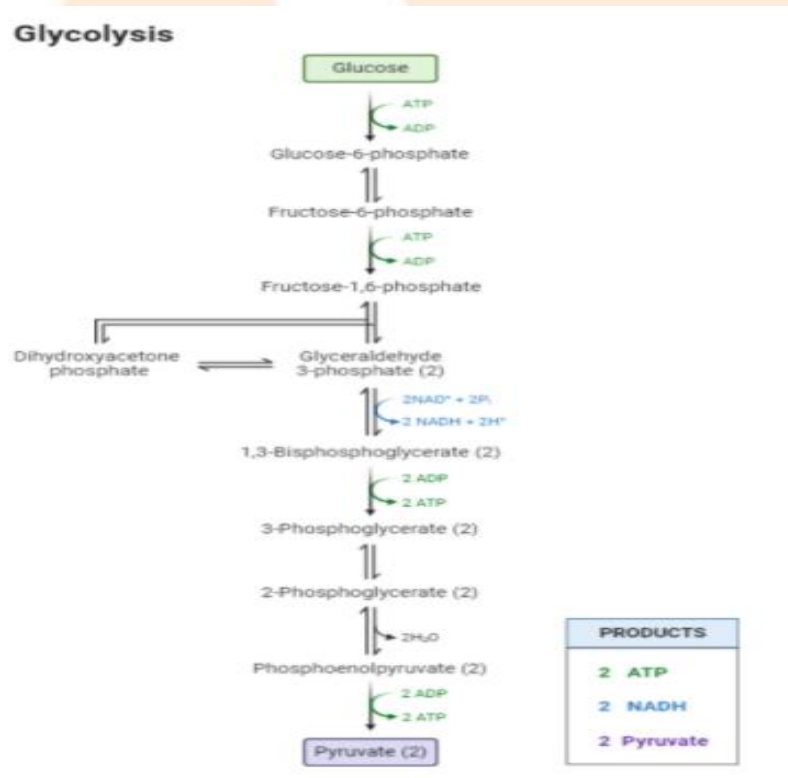 Glycolysis
Glucose
ATP
ADP
Glucose-6-phosphate
Fructose-6-phosphate
ATP
ADP
Fructose-1,6-phosphate
Dihydroxyacetone
phosphate
Glyceraldehyde
3-phosphate (2)
2NAD⁺ + 2Pᵢ
2 NADH + 2H⁺
1,3-Bisphosphoglycerate (2)
2 ADP
2 ATP
3-Phosphoglycerate (2)
2-Phosphoglycerate (2)
2H₂O
Phosphoenolpyruvate (2)
2 ADP
2 ATP
Pyruvate (2)
PRODUCTS
2 ATP
2 NADH
2 Pyruvate